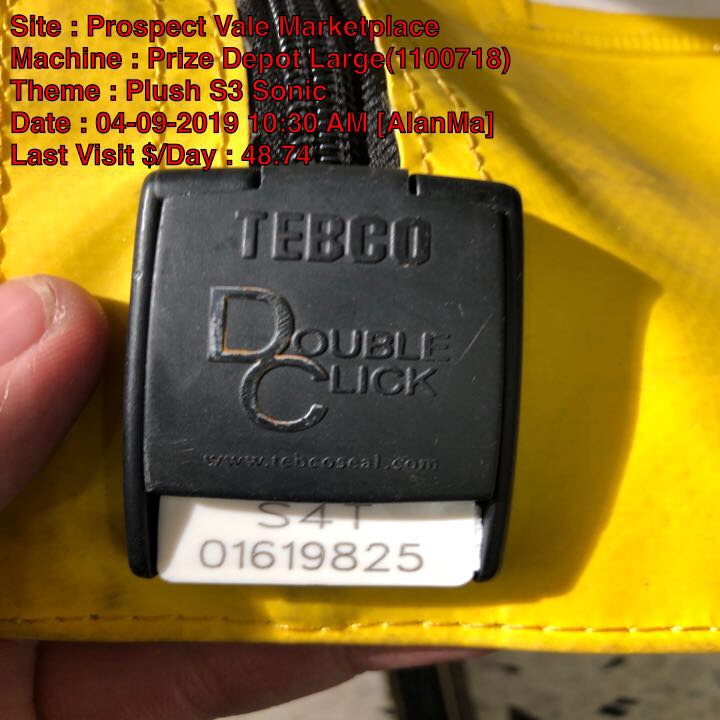 Site : Prospect Vale Marketplace
Machine : Prize Depot Large(1100718)
Theme : Plush S3 Sonic
Date : 04-09-2019 10:30 AM [AlanMa]
Last Visit $/Day : 48.74
TEBCO
DOUBLE
CLICK
www.tebcoseal.com
S4T
01619825